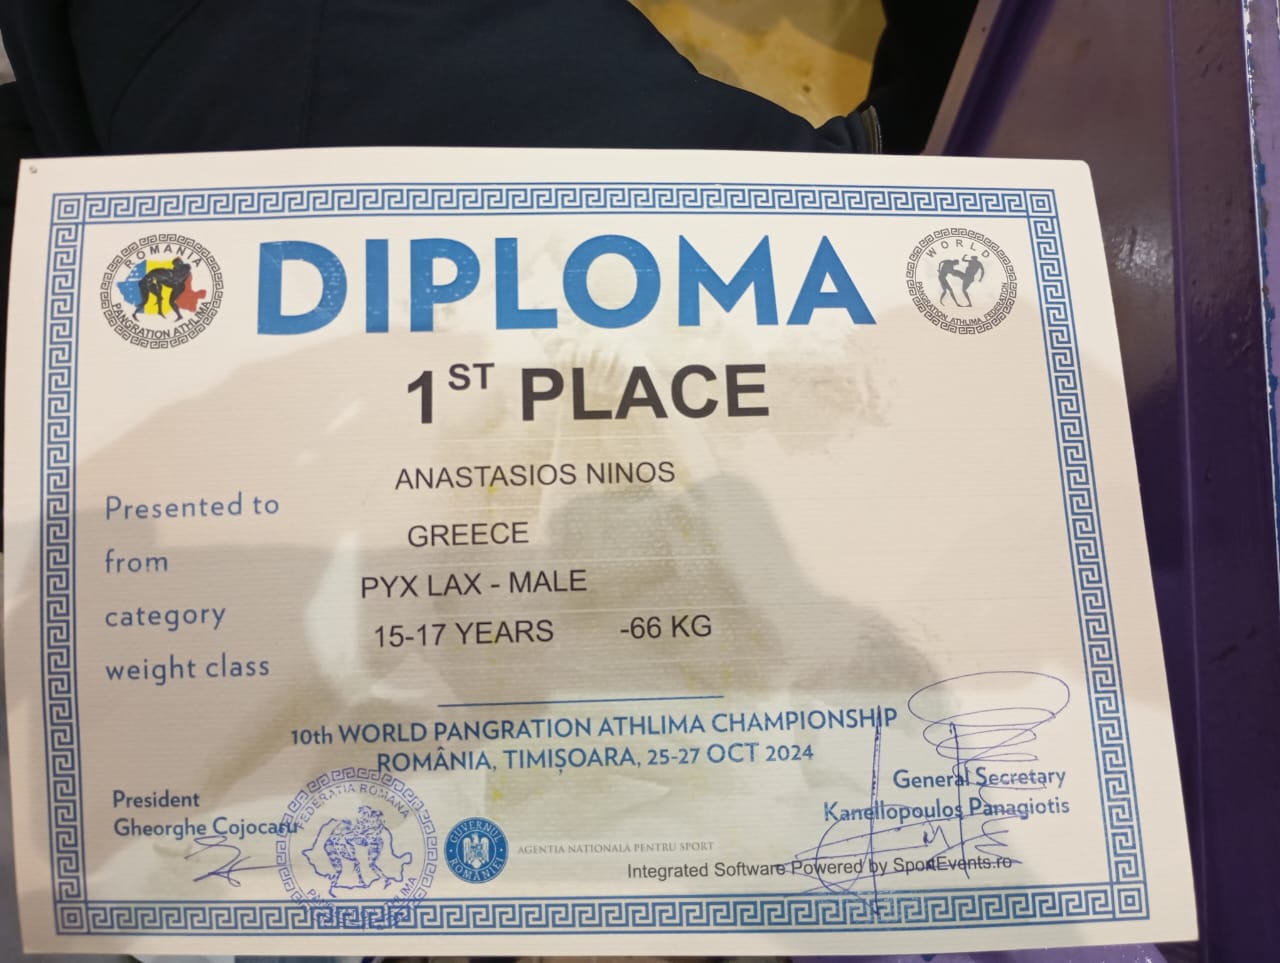 DIPLOMA
ROMANIA
PANGRATION ATHLIMA
WORLD
PANGRATION ATHLIMA FEDERATION
1ST PLACE
Presented to ANASTASIOS NINOS
from GREECE
category PYX LAX - MALE
weight class 15-17 YEARS -66 KG
10th WORLD PANGRATION ATHLIMA CHAMPIONSHIP
ROMÂNIA, TIMIȘOARA, 25-27 OCT 2024
President
Gheorghe Cojocaru
General Secretary
Kanellopoulos Panagiotis
FEDERATIA ROMANA
GUVERNUL ROMÂNIEI
AGENTIA NATIONALA PENTRU SPORT
Integrated Software Powered by SportEvents.ro